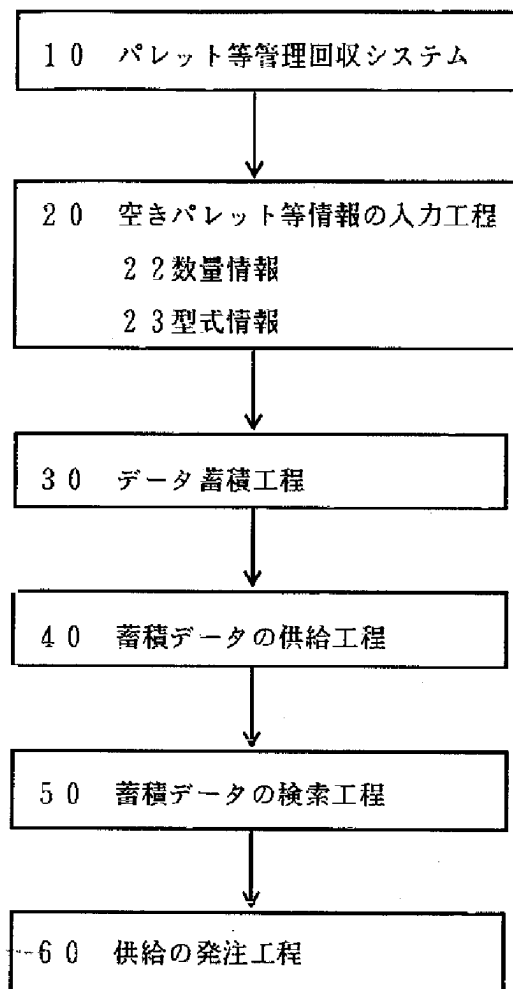 10 パレット等管理回収システム
20 空きパレット等情報の入力工程
22数量情報
23型式情報
30 データ蓄積工程
40 蓄積データの供給工程
50 蓄積データの検索工程
60 供給の発注工程